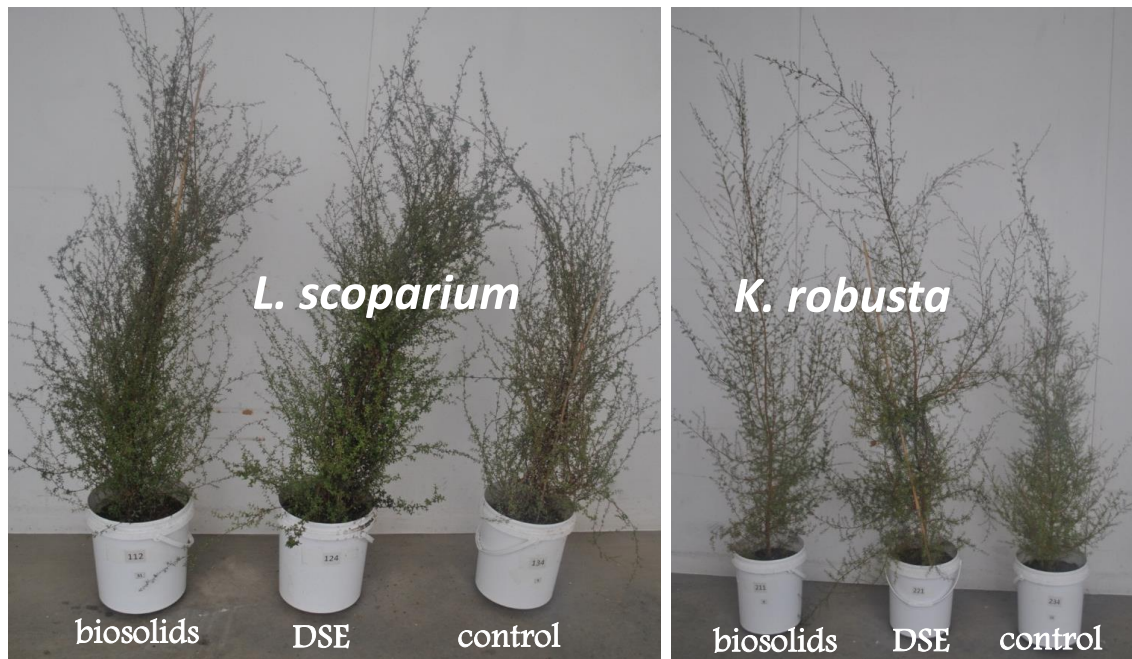 L. scoparium
112
124
134
biosolids
DSE
control
K. robusta
221
biosolids
DSE
control